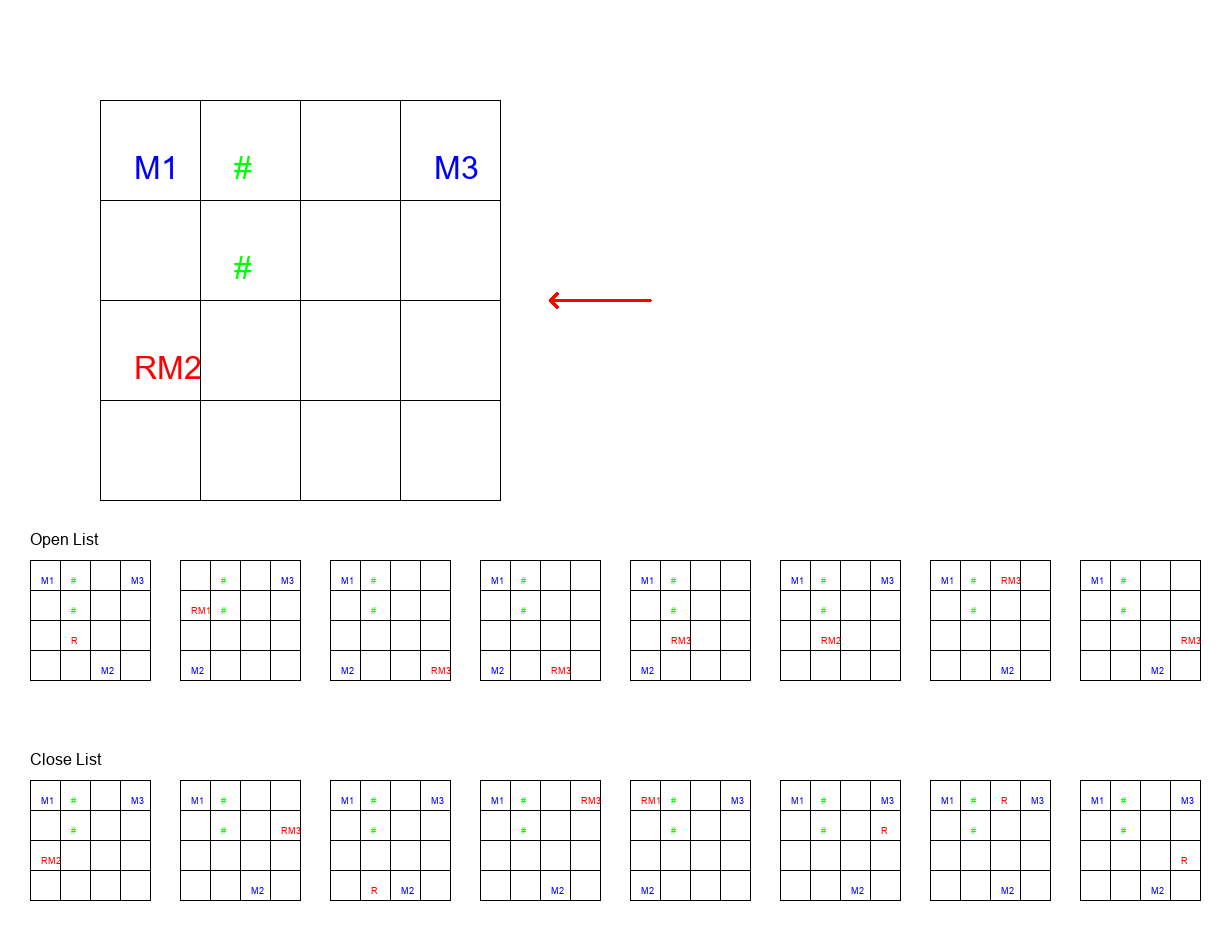 M1 # M3
#
RM2
Open List
M1 # M3 # M3 M1 # M1 # M1 # M1 # M3 M1 # RM3 M1 #
# RM1 # # # # # # #
R RM3 RM2 RM3
M2 M2 M2 RM3 M2 RM3 M2 M2 M2
Close List
M1 # M3 M1 # M1 # M3 M1 # RM3 RM1 # M3 M1 # M3 M1 # R M3 M1 # M3
# # RM3 # # # # R # #
RM2 R
M2 R M2 M2 M2 M2 M2 M2